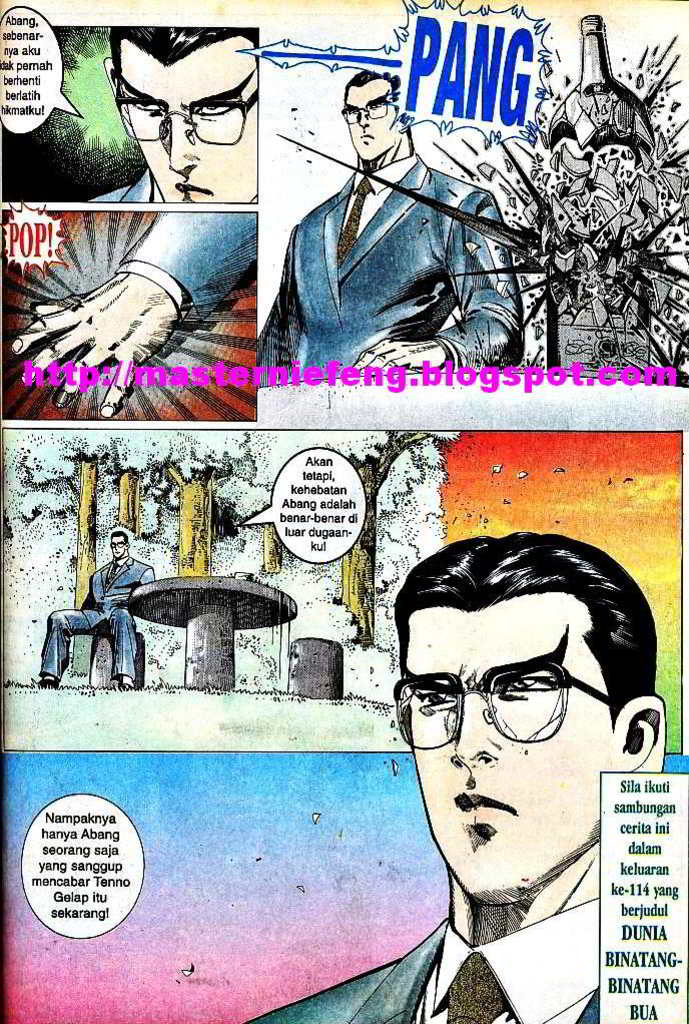 Abang,
sebenar-
nya aku
tidak pernah
berhenti
berlatih
hikmatku!
PANG
POP!
http://masterniefeng.blogspot.com
Akan
tetapi,
kehebatan
Abang adalah
benar-benar di
luar dugaan-
ku!
Nampaknya
hanya Abang
seorang saja
yang sanggup
mencabar Tenno
Gelap itu
sekarang!
Sila ikuti
sambungan
cerita ini
dalam
keluaran
ke-114 yang
berjudul
DUNIA
BINATANG-
BINATANG
BUA